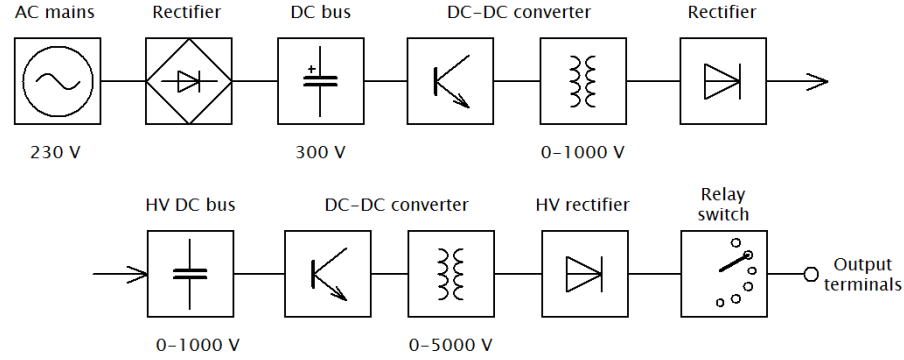 AC mains
Rectifier
DC bus
DC–DC converter
Rectifier
+
230 V
300 V
0–1000 V
HV DC bus
DC–DC converter
HV rectifier
Relay
switch
Output
terminals
0–1000 V
0–5000 V